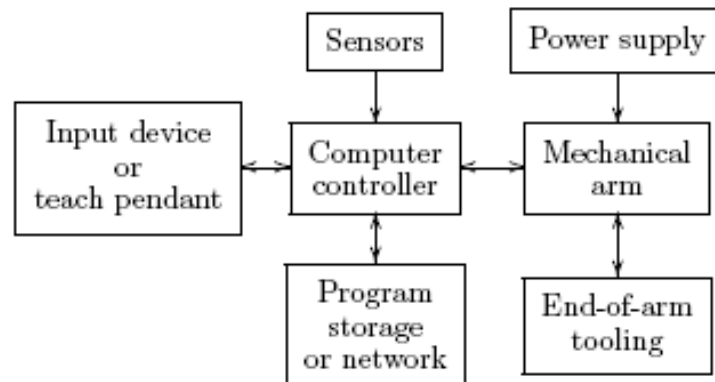 Sensors
Power supply
Input device
or
teach pendant
Computer
controller
Mechanical
arm
Program
storage
or network
End-of-arm
tooling